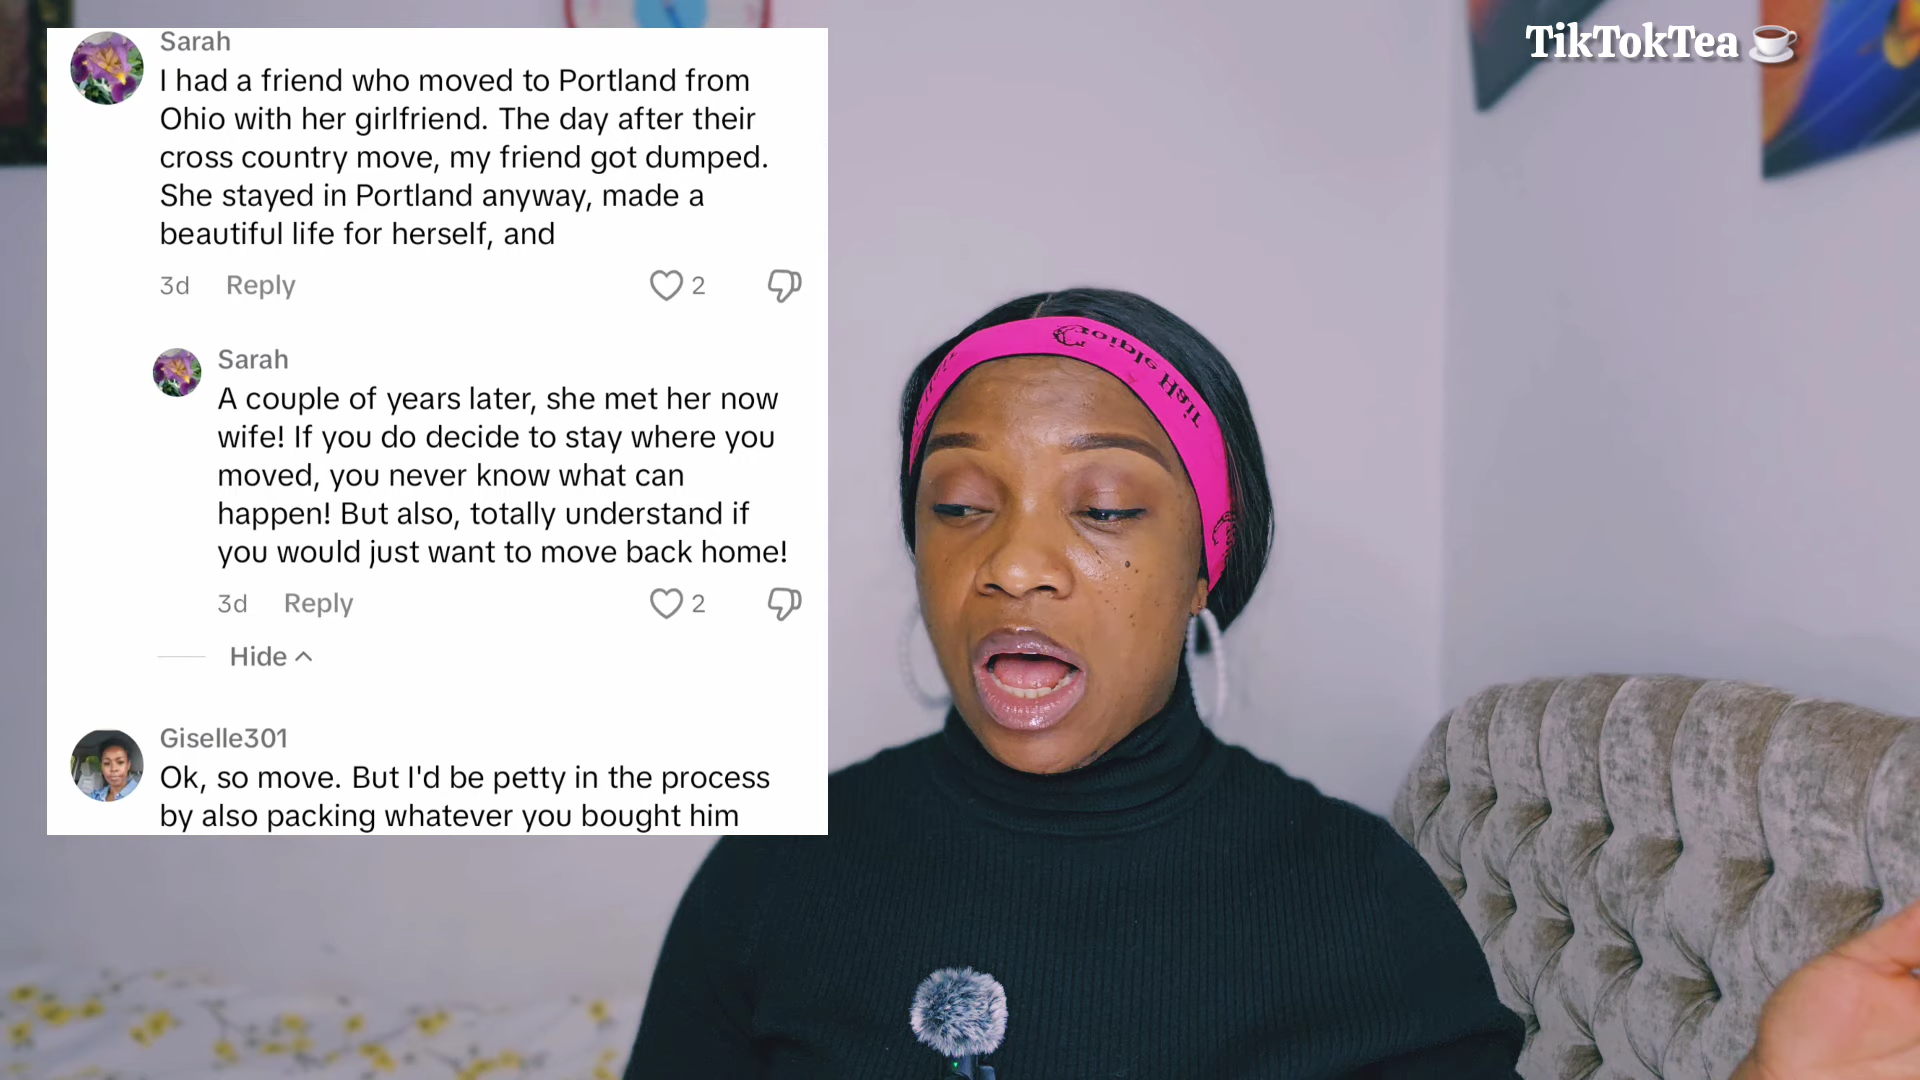 TikTokTea
Sarah
I had a friend who moved to Portland from
Ohio with her girlfriend. The day after their
cross country move, my friend got dumped.
She stayed in Portland anyway, made a
beautiful life for herself, and
3d Reply 2
Sarah
A couple of years later, she met her now
wife! If you do decide to stay where you
moved, you never know what can
happen! But also, totally understand if
you would just want to move back home!
3d Reply 2
Hide
Giselle301
Ok, so move. But I'd be petty in the process
by also packing whatever you bought him